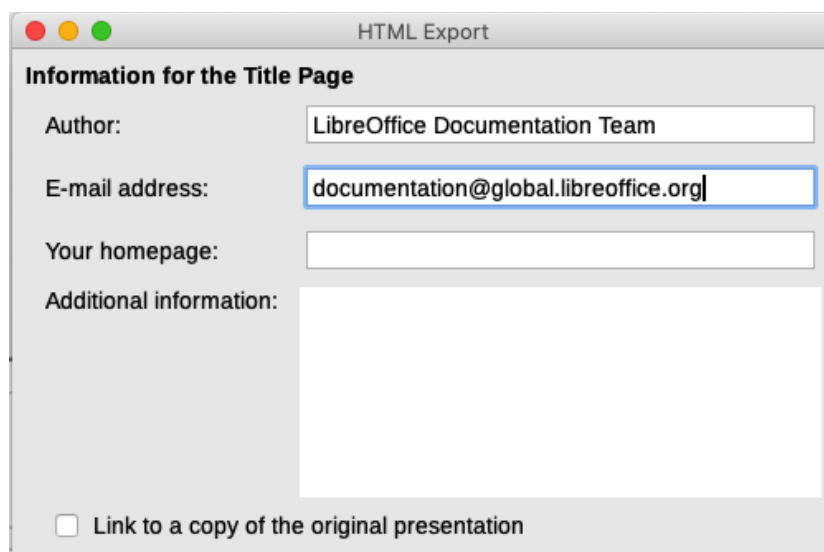 HTML Export
Information for the Title Page
Author: LibreOffice Documentation Team
E-mail address: documentation@global.libreoffice.org
Your homepage:
Additional information:
Link to a copy of the original presentation